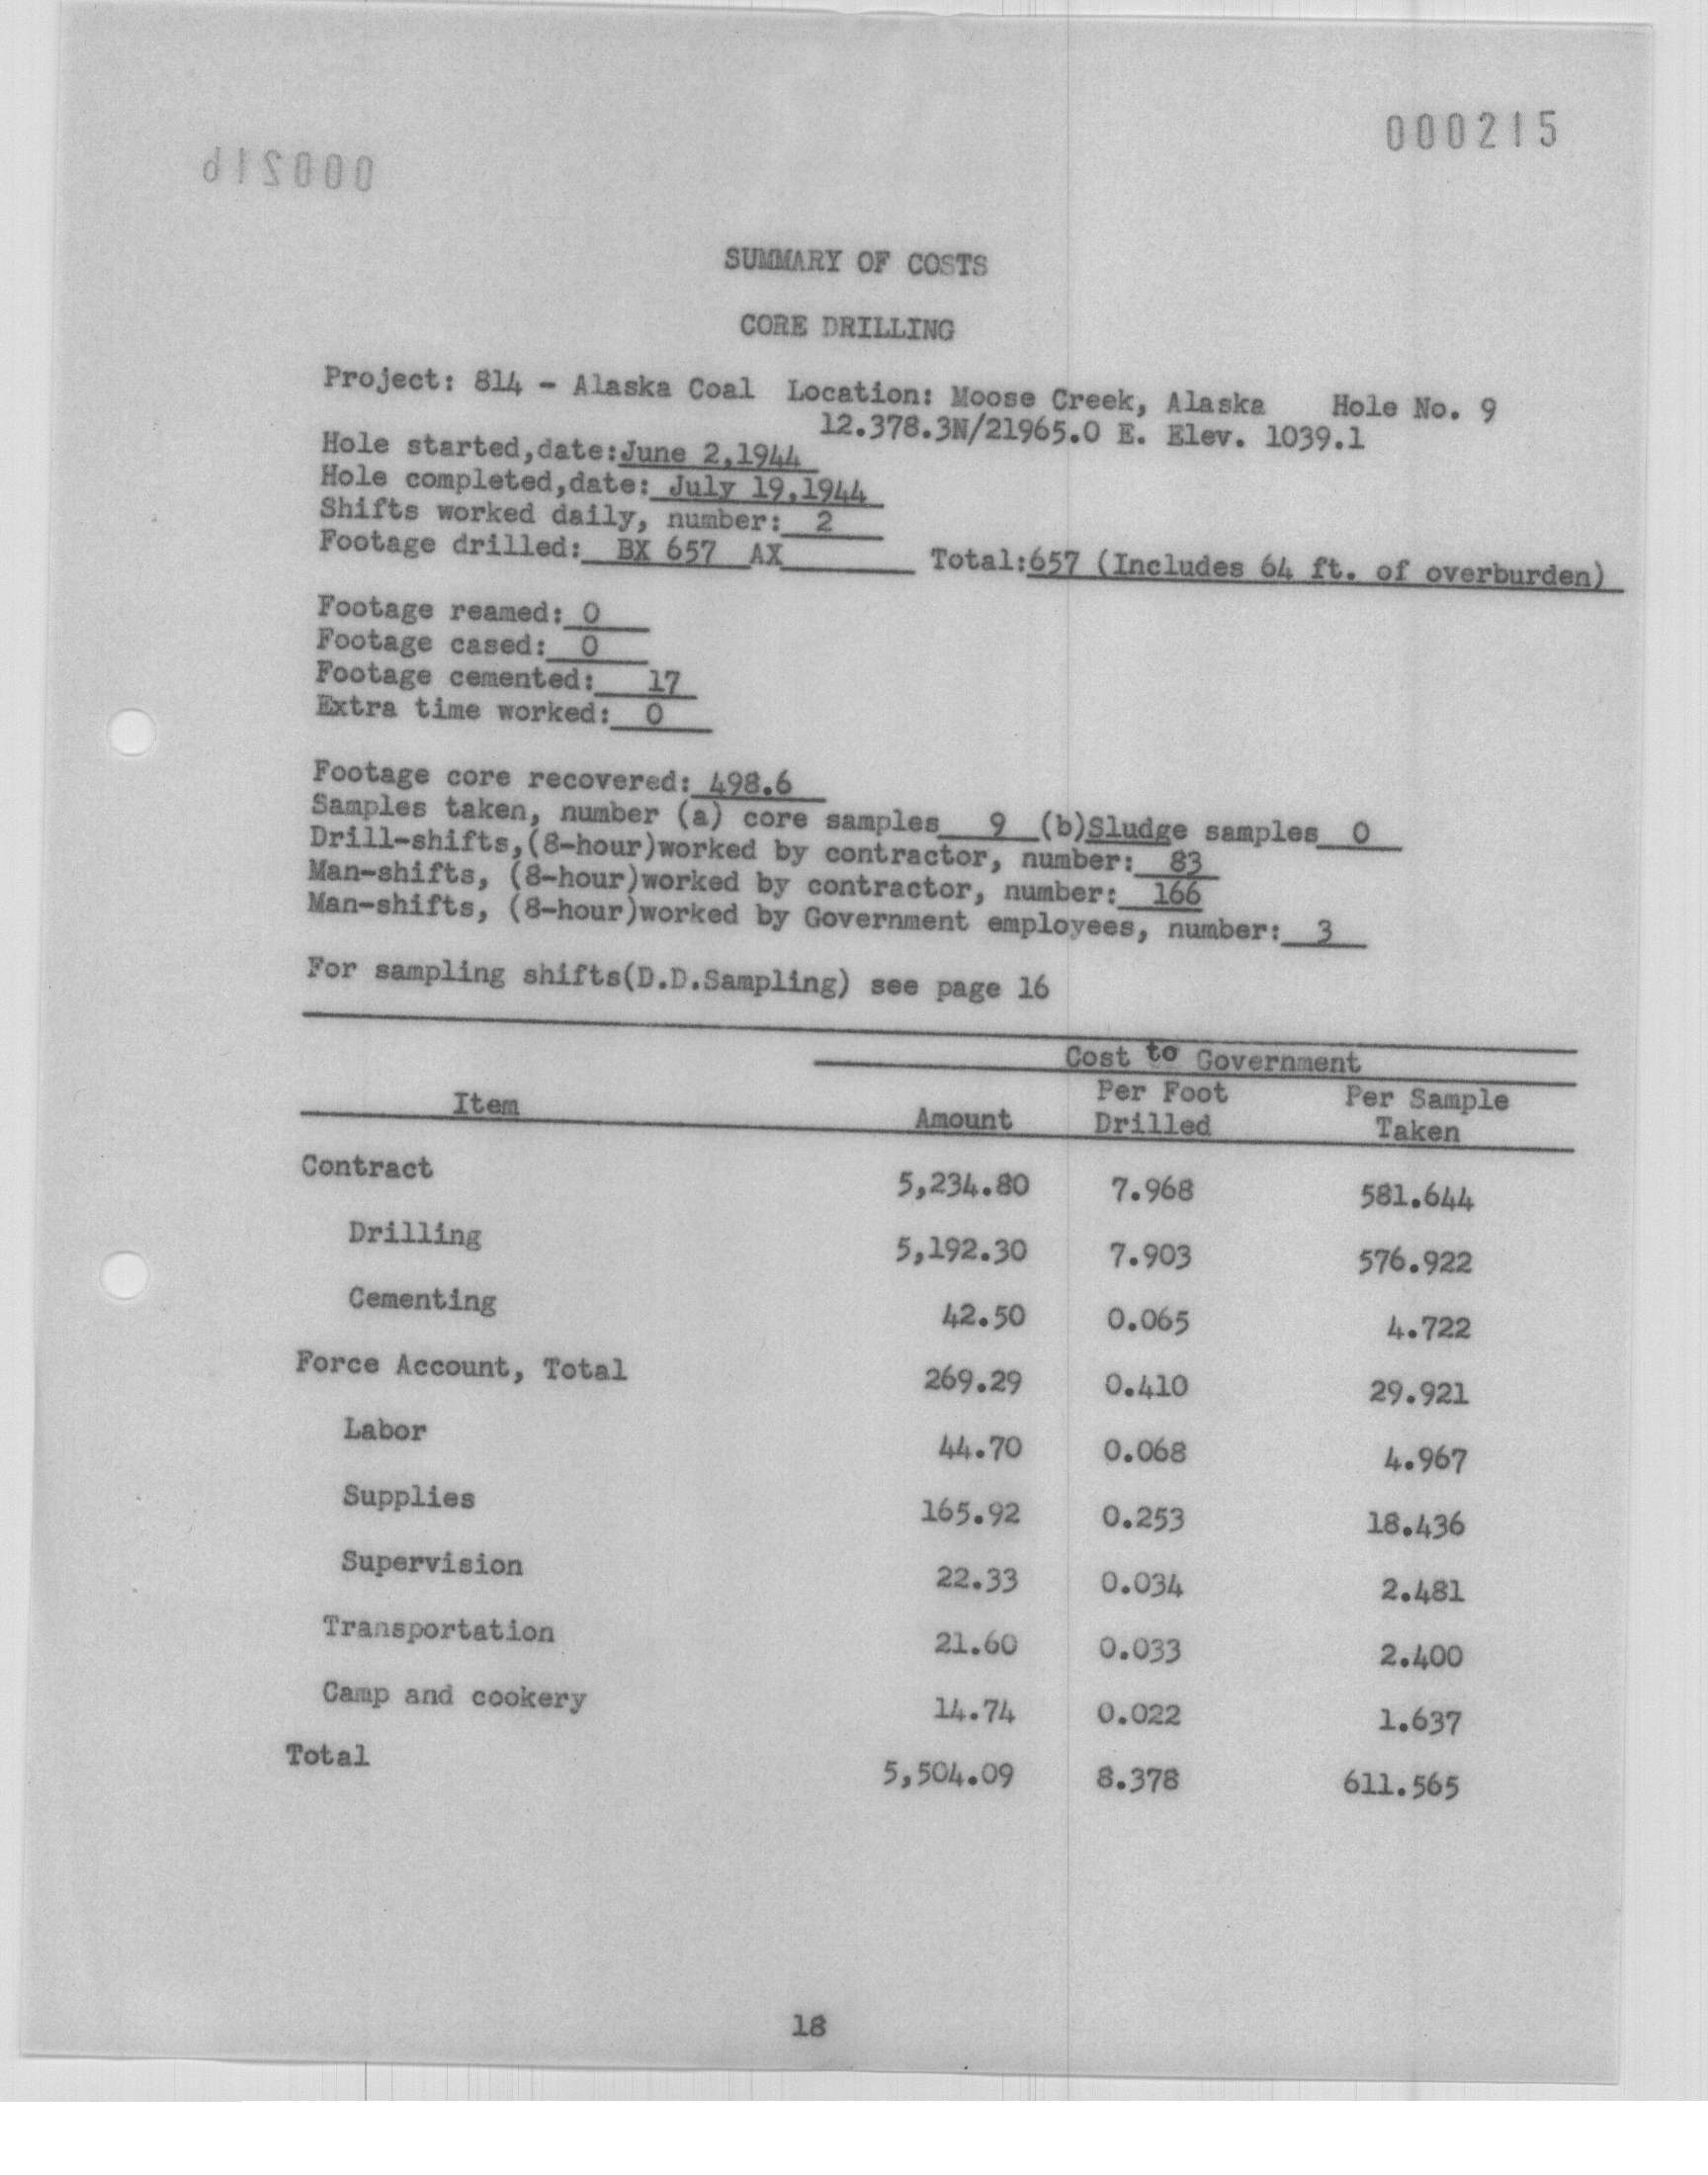 000215
000216
SUMMARY OF COSTS
CORE DRILLING
Project: 814 - Alaska Coal Location: Moose Creek, Alaska Hole No. 9
12.378.3N/21965.0 E. Elev. 1039.1
Hole started,date:June 2,1944
Hole completed,date: July 19,1944
Shifts worked daily, number: 2
Footage drilled: BX 657 AX Total:657 (Includes 64 ft. of overburden)
Footage reamed: 0
Footage cased: 0
Footage cemented: 17
Extra time worked: 0
Footage core recovered: 498.6
Samples taken, number (a) core samples 9 (b)Sludge samples 0
Drill-shifts,(8-hour)worked by contractor, number: 83
Man-shifts, (8-hour)worked by contractor, number: 166
Man-shifts, (8-hour)worked by Government employees, number: 3
For sampling shifts(D.D.Sampling) see page 16
Cost to Government
Per Foot Per Sample
Item Amount Drilled Taken
Contract 5,234.80 7.968 581.644
Drilling 5,192.30 7.903 576.922
Cementing 42.50 0.065 4.722
Force Account, Total 269.29 0.410 29.921
Labor 44.70 0.068 4.967
Supplies 165.92 0.253 18.436
Supervision 22.33 0.034 2.481
Transportation 21.60 0.033 2.400
Camp and cookery 14.74 0.022 1.637
Total 5,504.09 8.378 611.565
18